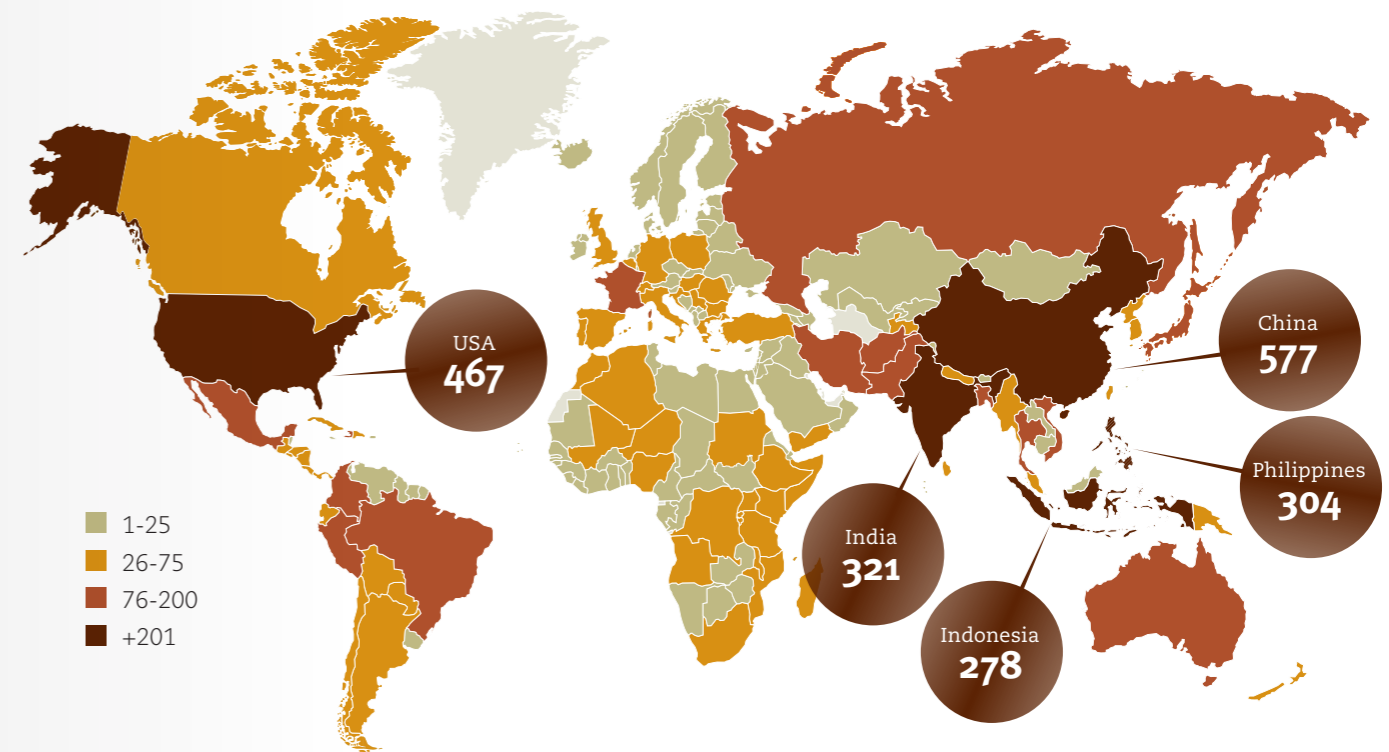 USA
467
China
577
Philippines
304
India
321
Indonesia
278
1-25
26-75
76-200
+201